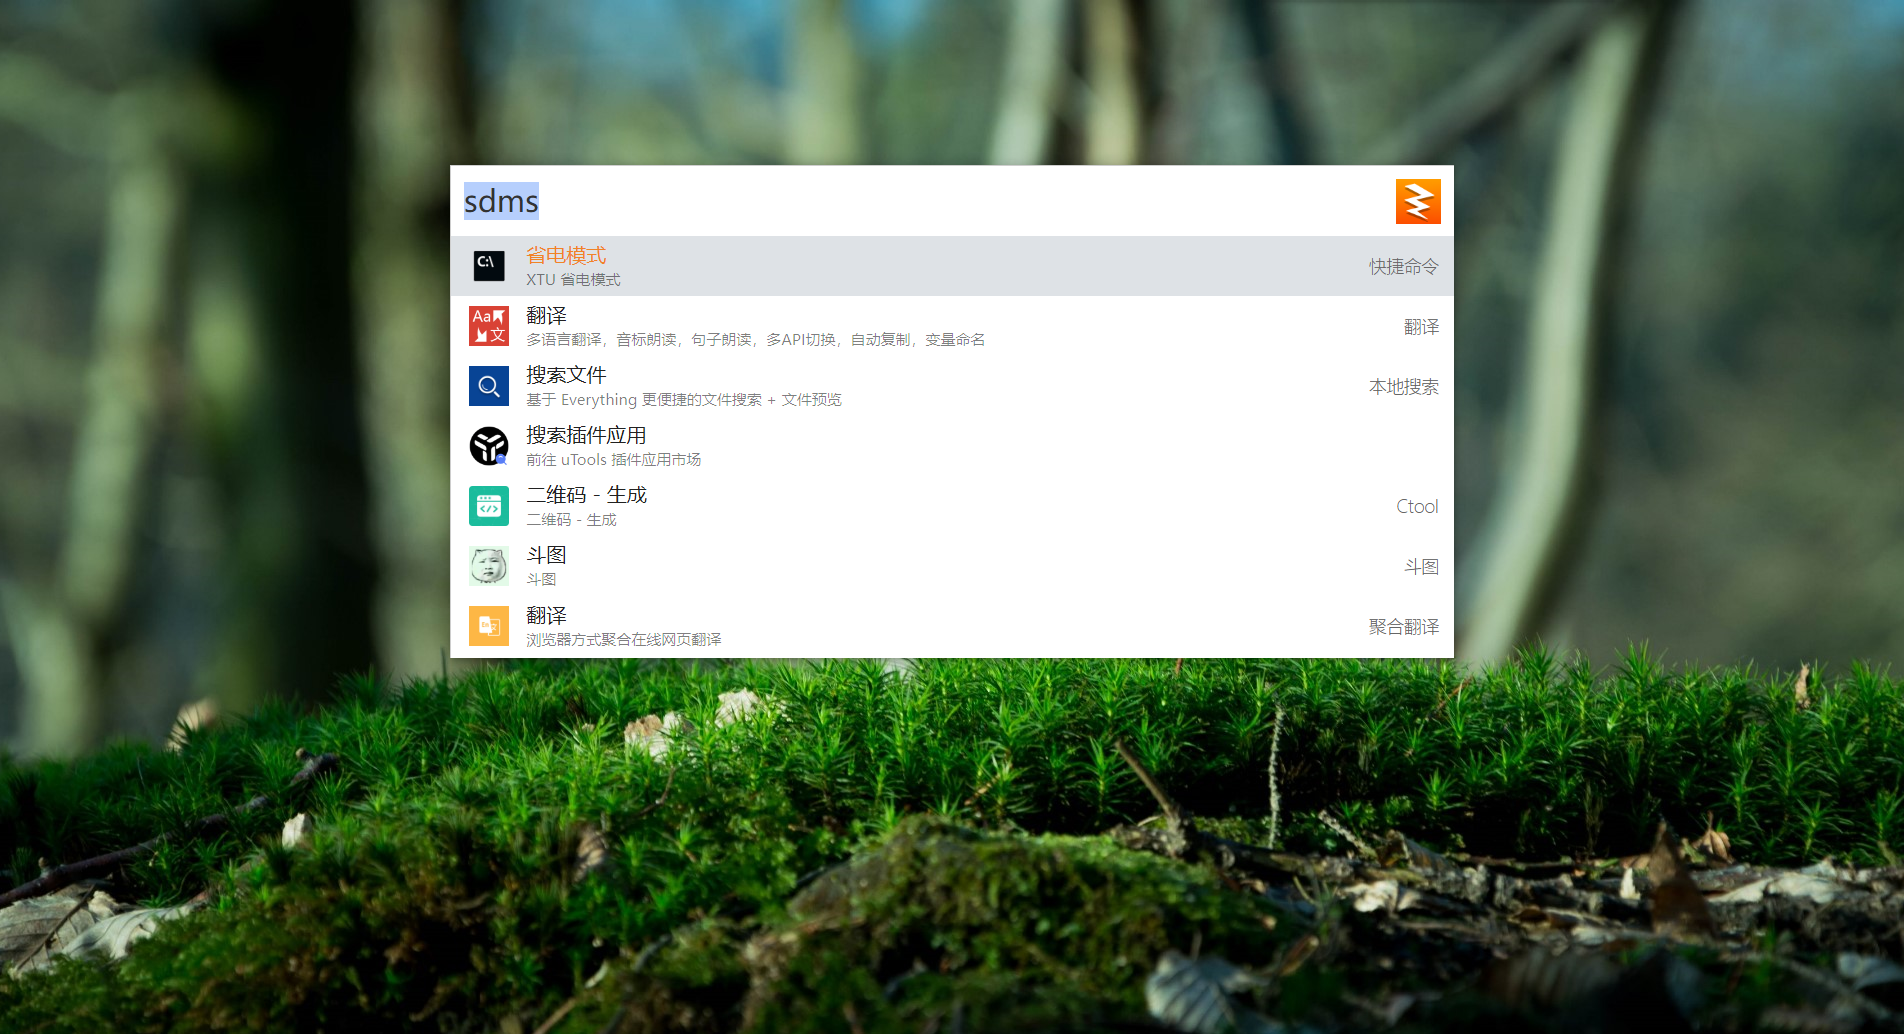 sdms
C:\
省电模式
XTU 省电模式
快捷命令
Aa
文
翻译
多语言翻译，音标朗读，句子朗读，多API切换，自动复制，变量命名
翻译
搜索文件
基于 Everything 更便捷的文件搜索 + 文件预览
本地搜索
搜索插件应用
前往 uTools 插件应用市场
</>
二维码 - 生成
二维码 - 生成
Ctool
斗图
斗图
斗图
翻译
浏览器方式聚合在线网页翻译
聚合翻译